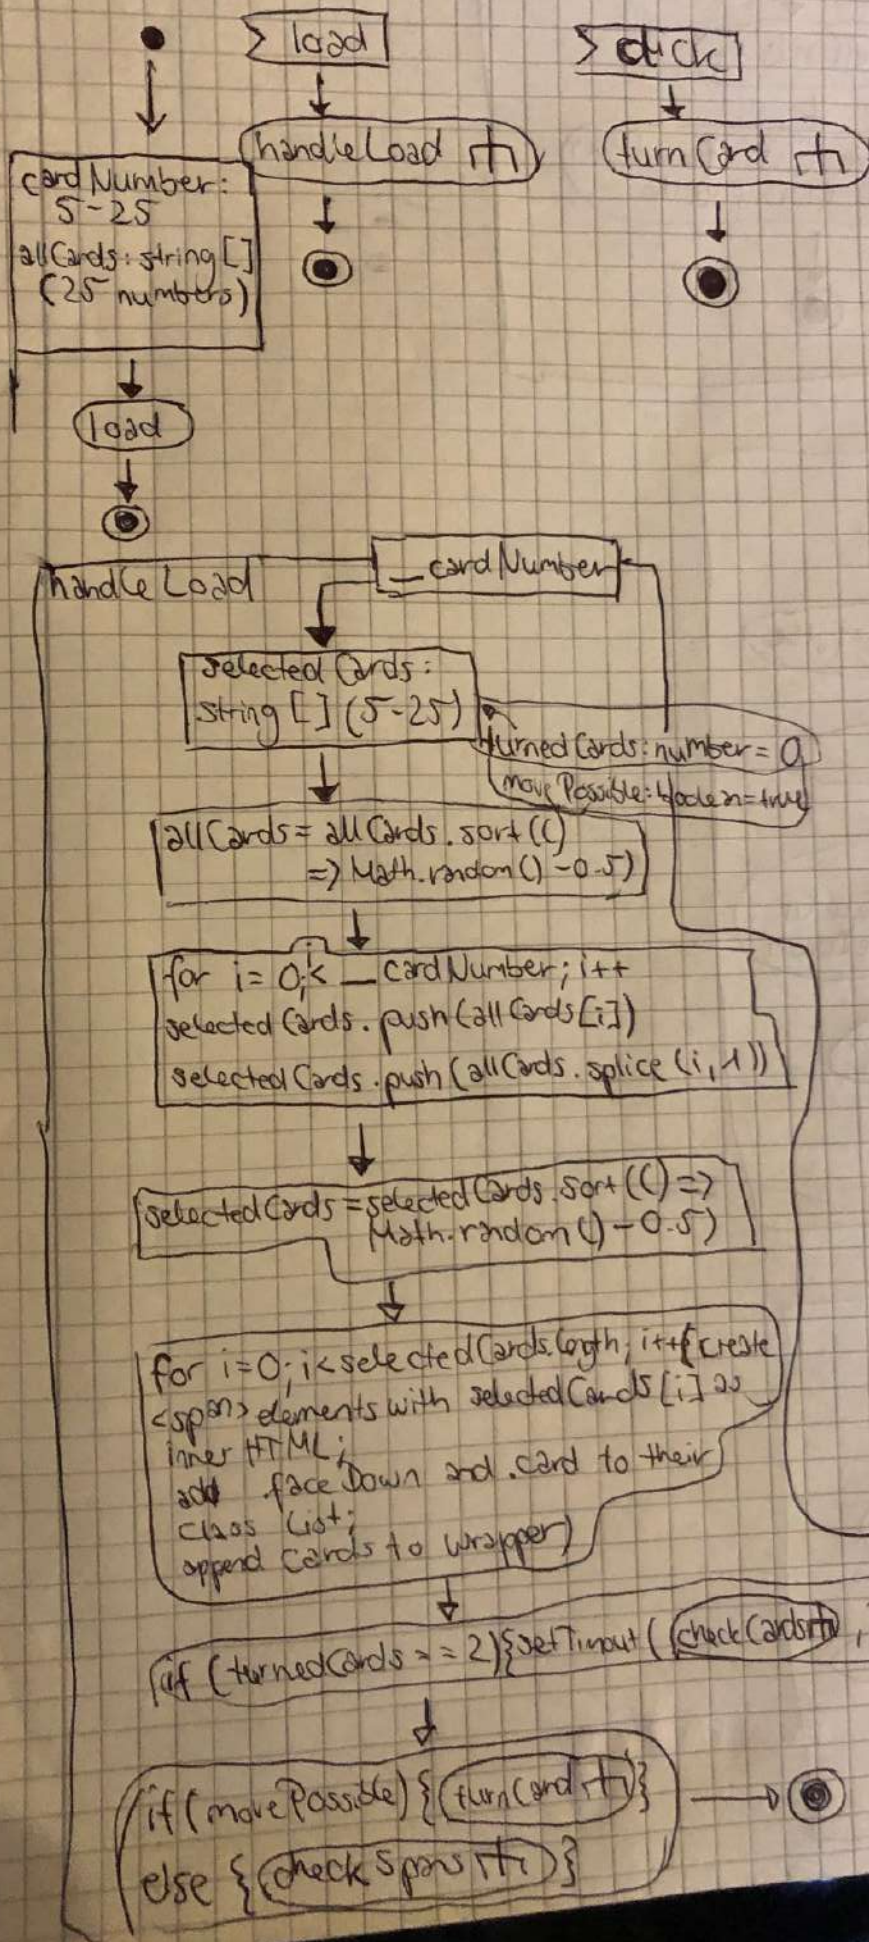 load
click
handleLoad
turnCard
cardNumber:
5-25
allCards: string[]
(25 numbers)
load
handleLoad
_cardNumber
selectedCards:
string[] (5-25)
turnedCards: number = 0
movePossible: boolean = true
allCards = allCards.sort(()
=> Math.random() - 0.5)
for i = 0; i < _cardNumber; i++
selectedCards.push(allCards[i])
selectedCards.push(allCards.splice(i, 1))
selectedCards = selectedCards.sort(() =>
Math.random() - 0.5)
for i=0; i<selectedCards.length; i++{create
<span> elements with selectedCards[i] as
innerHTML;
add .faceDown and .card to their
class list;
append cards to wrapper)
if (turnedCards == 2){setTimout(checkCards,
if (movePossible) {turnCard}
else {checkspans}